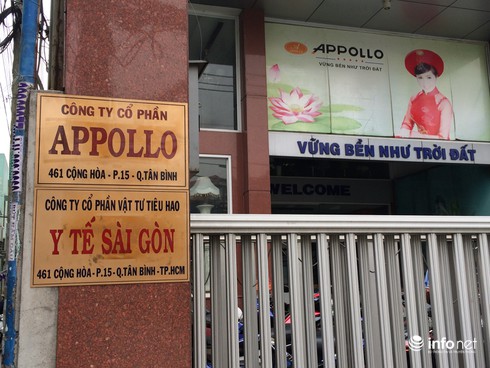 CÔNG TY CỔ PHẦN
APPOLLO
461 CỘNG HÒA - P.15 - Q.TÂN BÌNH
CÔNG TY CỔ PHẦN VẬT TƯ TIÊU HAO
Y TẾ SÀI GÒN
461 CỘNG HÒA - P.15 - Q.TÂN BÌNH - TP.HCM
APPOLLO
VỮNG BỀN NHƯ TRỜI ĐẤT
VỮNG BỀN NHƯ TRỜI ĐẤT
WELCOME
infonet